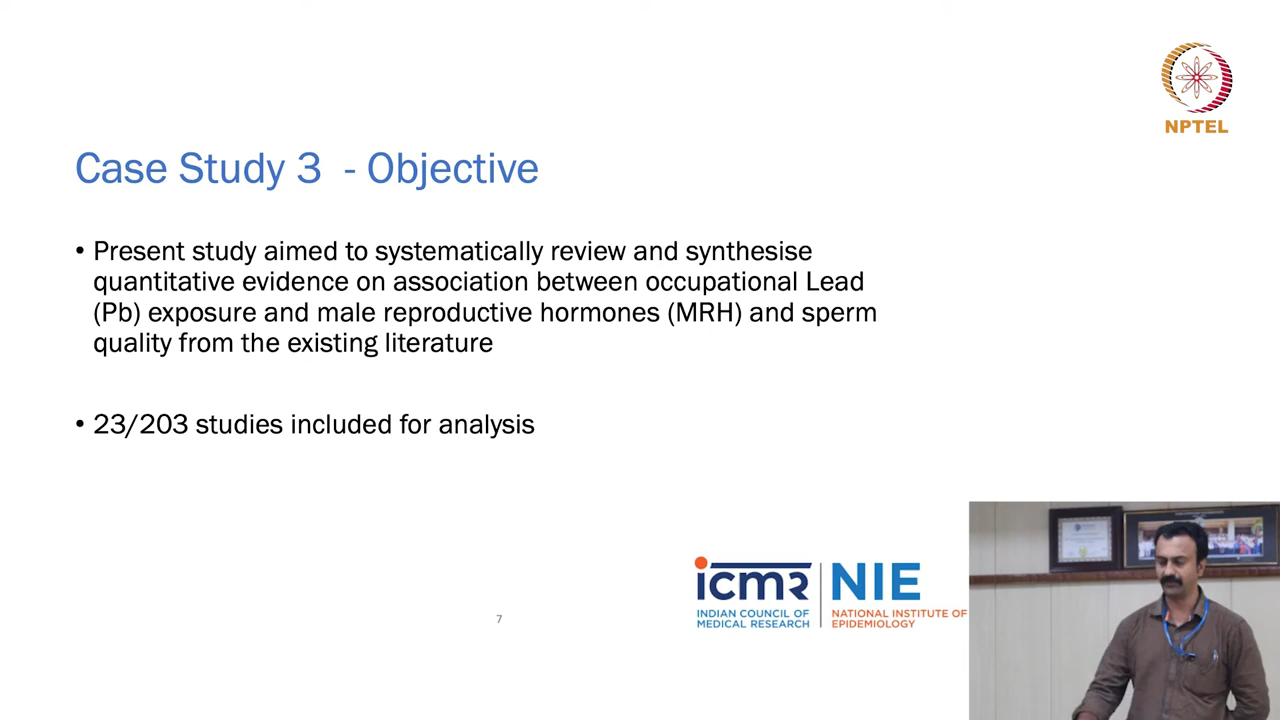 NPTEL
Case Study 3 - Objective
• Present study aimed to systematically review and synthesise
quantitative evidence on association between occupational Lead
(Pb) exposure and male reproductive hormones (MRH) and sperm
quality from the existing literature
• 23/203 studies included for analysis
icmr
INDIAN COUNCIL OF
MEDICAL RESEARCH
NIE
NATIONAL INSTITUTE OF
EPIDEMIOLOGY
7